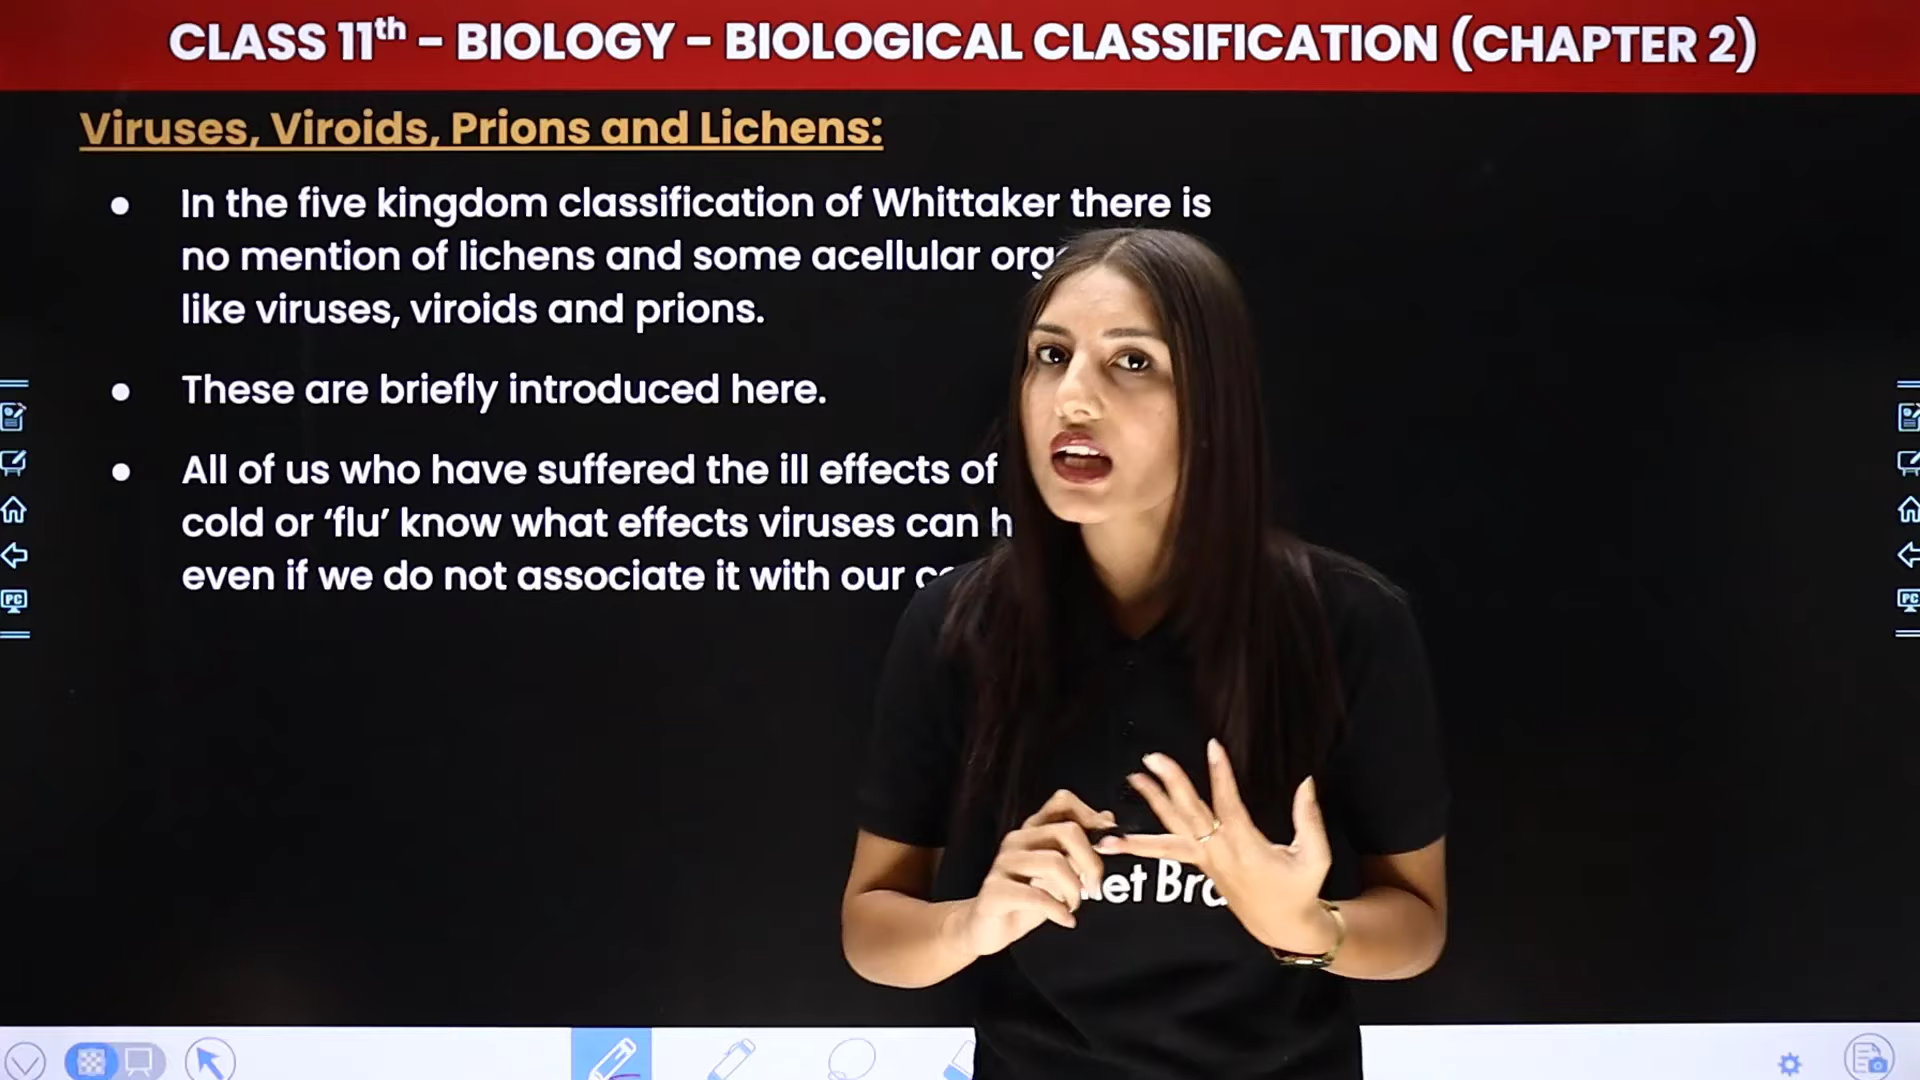 CLASS 11th - BIOLOGY - BIOLOGICAL CLASSIFICATION (CHAPTER 2)
Viruses, Viroids, Prions and Lichens:
● In the five kingdom classification of Whittaker there is
no mention of lichens and some acellular
like viruses, viroids and prions.
● These are briefly introduced here.
● All of us who have suffered the ill effects of
cold or ‘flu’ know what effects viruses can
even if we do not associate it with our
PC
PC